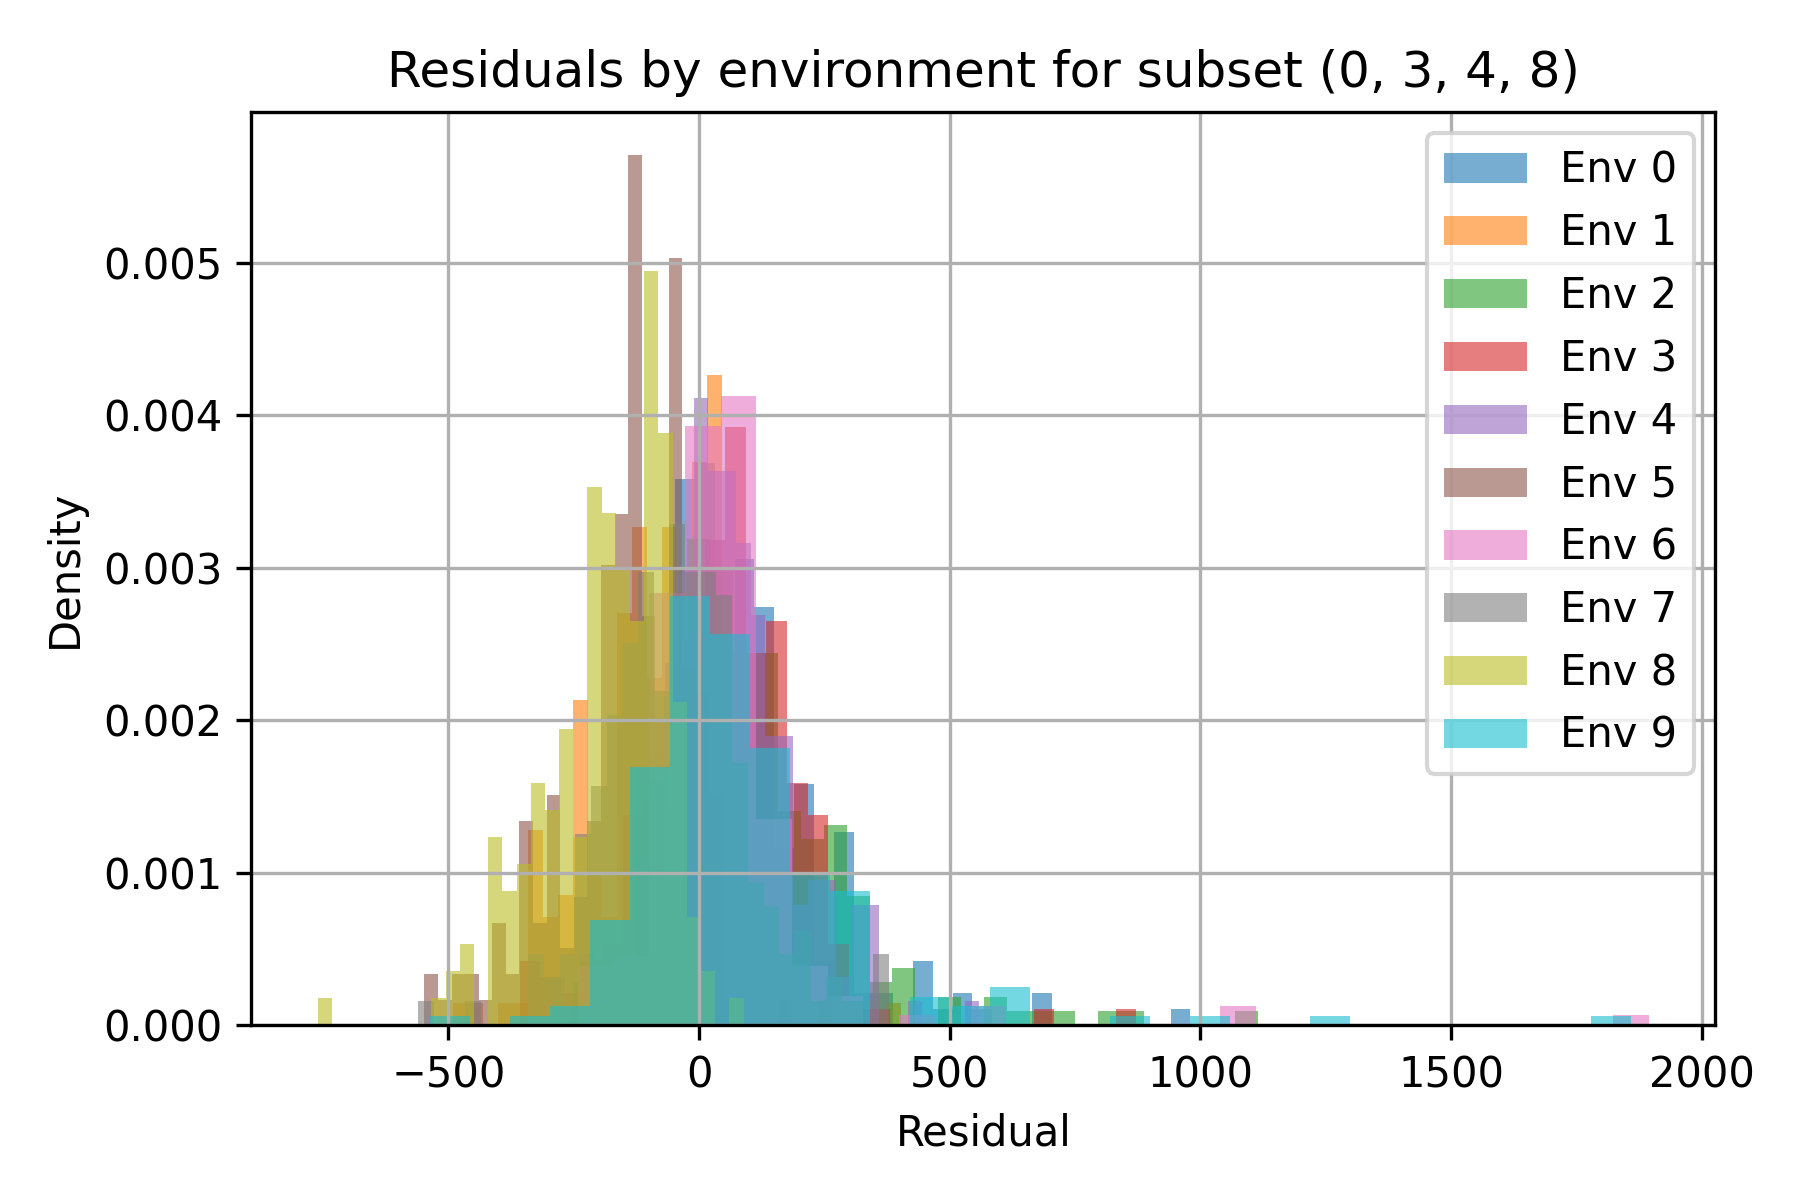 Residuals by environment for subset (0, 3, 4, 8)
Env 0
Env 1
Env 2
Env 3
Env 4
Env 5
Env 6
Env 7
Env 8
Env 9
Density
0.005
0.004
0.003
0.002
0.001
0.000
−500 0 500 1000 1500 2000
Residual